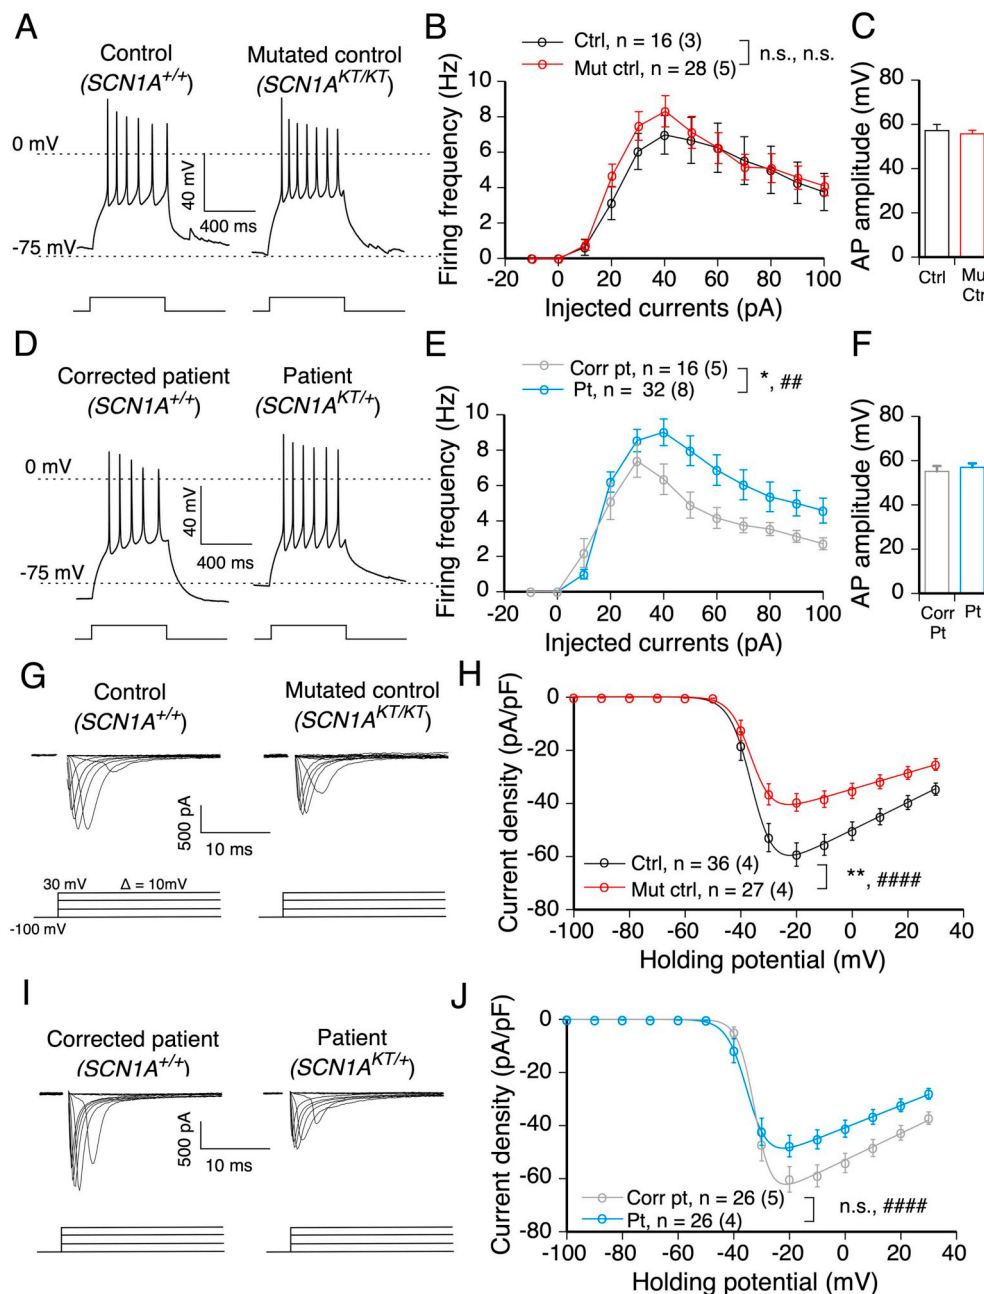 A
Control
(SCN1A+/+)
Mutated control
(SCN1AKT/KT)
0 mV
40 mV
400 ms
-75 mV
B
Ctrl, n = 16 (3)
Mut ctrl, n = 28 (5)
n.s., n.s.
Firing frequency (Hz)
10
8
6
4
2
0
-20 0 20 40 60 80 100
Injected currents (pA)
C
AP amplitude (mV)
80
60
40
20
0
Ctrl
Mu
Ctr
D
Corrected patient
(SCN1A+/+)
Patient
(SCN1AKT/+)
0 mV
40 mV
400 ms
-75 mV
E
Corr pt, n = 16 (5)
Pt, n = 32 (8)
*, ##
Firing frequency (Hz)
10
8
6
4
2
0
-20 0 20 40 60 80 100
Injected currents (pA)
F
AP amplitude (mV)
80
60
40
20
0
Corr
Pt
Pt
G
Control
(SCN1A+/+)
Mutated control
(SCN1AKT/KT)
500 pA
10 ms
30 mV
Δ = 10mV
-100 mV
H
Current density (pA/pF)
0
-20
-40
-60
-80
Ctrl, n = 36 (4)
Mut ctrl, n = 27 (4)
**, ####
-100 -80 -60 -40 -20 0 20 40
Holding potential (mV)
I
Corrected patient
(SCN1A+/+)
Patient
(SCN1AKT/+)
500 pA
10 ms
J
Current density (pA/pF)
0
-20
-40
-60
-80
Corr pt, n = 26 (5)
Pt, n = 26 (4)
n.s., ####
-100 -80 -60 -40 -20 0 20 40
Holding potential (mV)